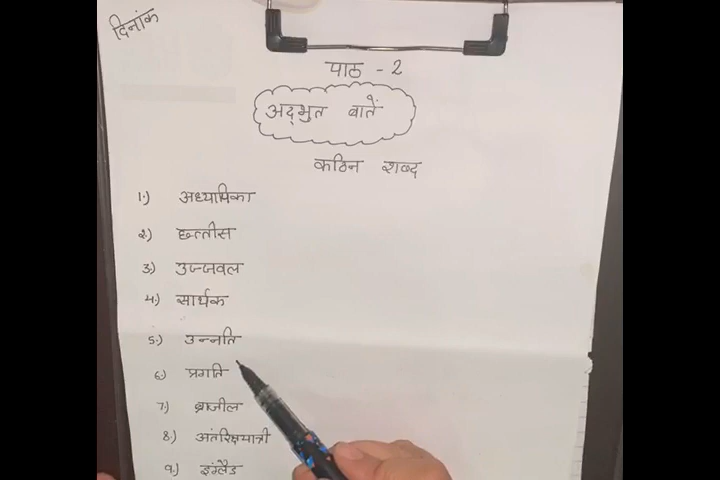 दिनांक
पाठ - 2
अद्भुत बातें
कठिन शब्द
1.) अध्यापिका
2.) छत्तीस
3.) उज्जवल
4.) सार्थक
5.) उन्नति
6.) प्रगति
7.) ब्राजील
8.) अंतरिक्षयात्री
9.) इंग्लैंड